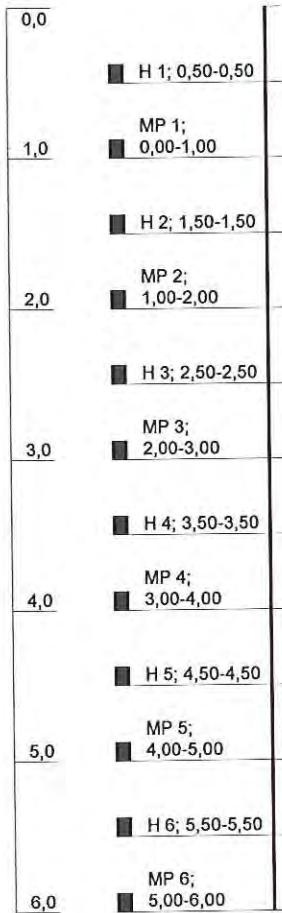 0,0
H 1; 0,50-0,50
MP 1;
0,00-1,00
1,0
H 2; 1,50-1,50
MP 2;
1,00-2,00
2,0
H 3; 2,50-2,50
MP 3;
2,00-3,00
3,0
H 4; 3,50-3,50
MP 4;
3,00-4,00
4,0
H 5; 4,50-4,50
MP 5;
4,00-5,00
5,0
H 6; 5,50-5,50
MP 6;
5,00-6,00
6,0